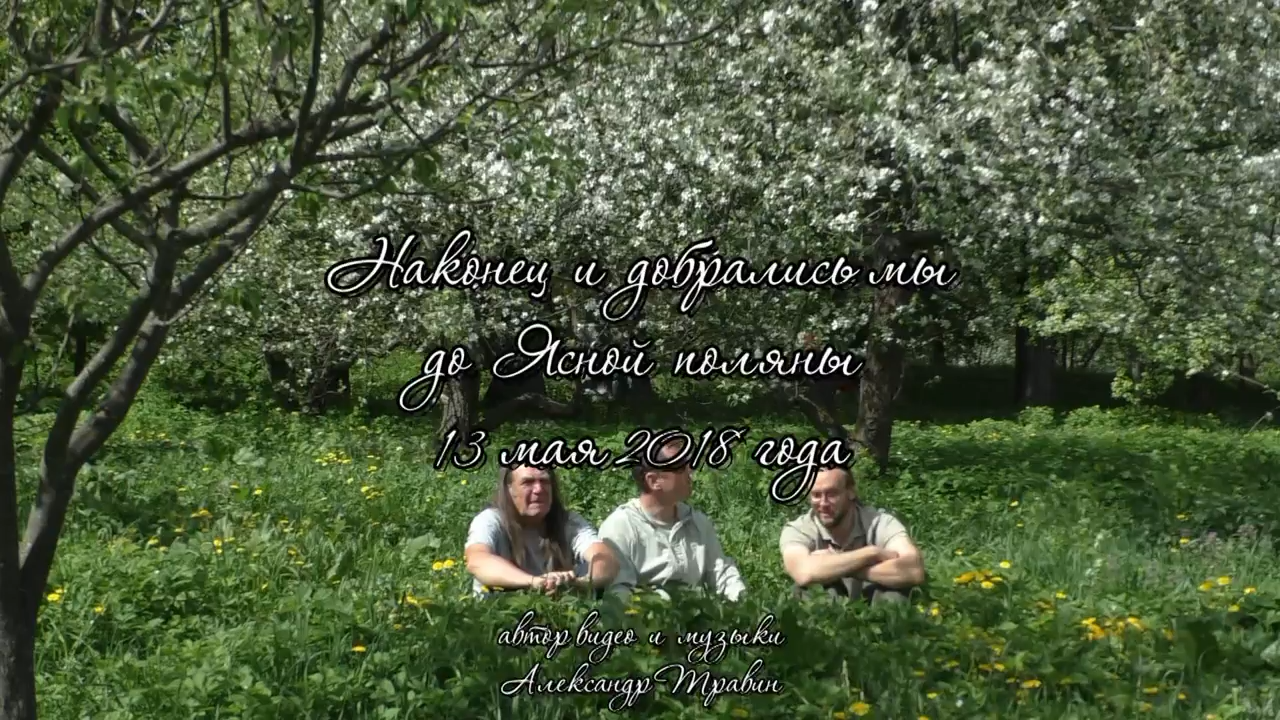 Наконец и добрались мы
до Ясной поляны
13 мая 2018 года
автор видео и музыки
Александр Травин